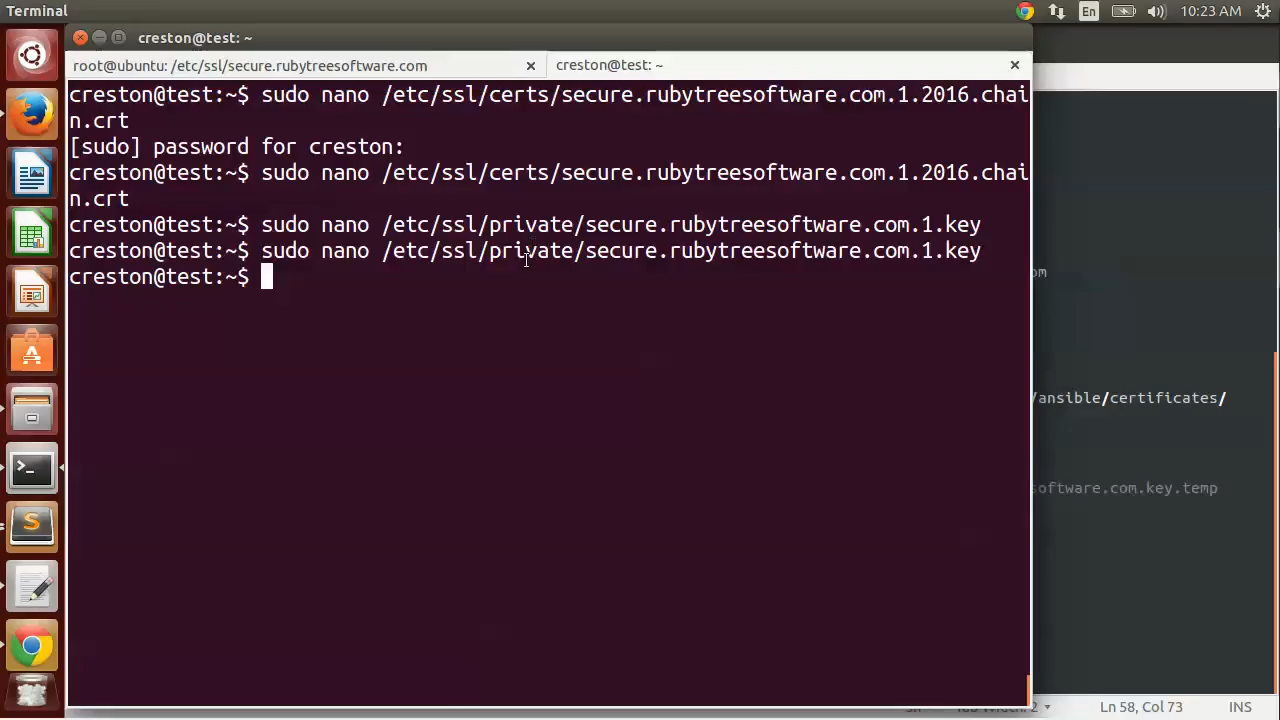 Terminal
En
10:23 AM
creston@test: ~
root@ubuntu: /etc/ssl/secure.rubytreesoftware.com
creston@test: ~
creston@test:~$ sudo nano /etc/ssl/certs/secure.rubytreesoftware.com.1.2016.chai
n.crt
[sudo] password for creston:
creston@test:~$ sudo nano /etc/ssl/certs/secure.rubytreesoftware.com.1.2016.chai
n.crt
creston@test:~$ sudo nano /etc/ssl/private/secure.rubytreesoftware.com.1.key
creston@test:~$ sudo nano /etc/ssl/private/secure.rubytreesoftware.com.1.key
creston@test:~$
om
/ansible/certificates/
software.com.key.temp
Ln 58, Col 73
INS